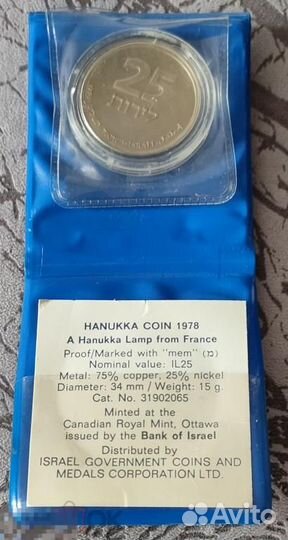 25
לירות
HANUKKA COIN 1978
A Hanukka Lamp from France
Proof/Marked with "mem" (מ)
Nominal value: IL25
Metal: 75% copper, 25% nickel
Diameter: 34 mm / Weight: 15 g.
Cat. No. 31902065
Minted at the
Canadian Royal Mint, Ottawa
issued by the Bank of Israel
Distributed by
ISRAEL GOVERNMENT COINS AND
MEDALS CORPORATION LTD.
Avito